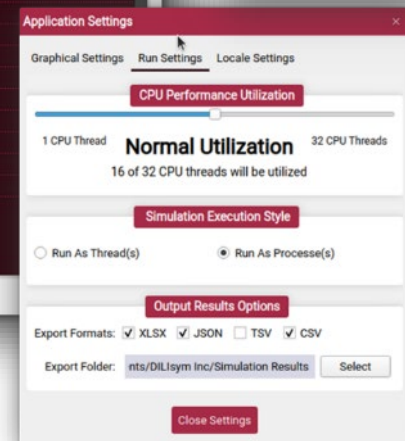 Application Settings ×
Graphical Settings Run Settings Locale Settings
CPU Performance Utilization
1 CPU Thread Normal Utilization 32 CPU Threads
16 of 32 CPU threads will be utilized
Simulation Execution Style
Run As Thread(s) Run As Processe(s)
Output Results Options
Export Formats: XLSX JSON TSV CSV
Export Folder: nts/DILIsym Inc/Simulation Results Select
Close Settings